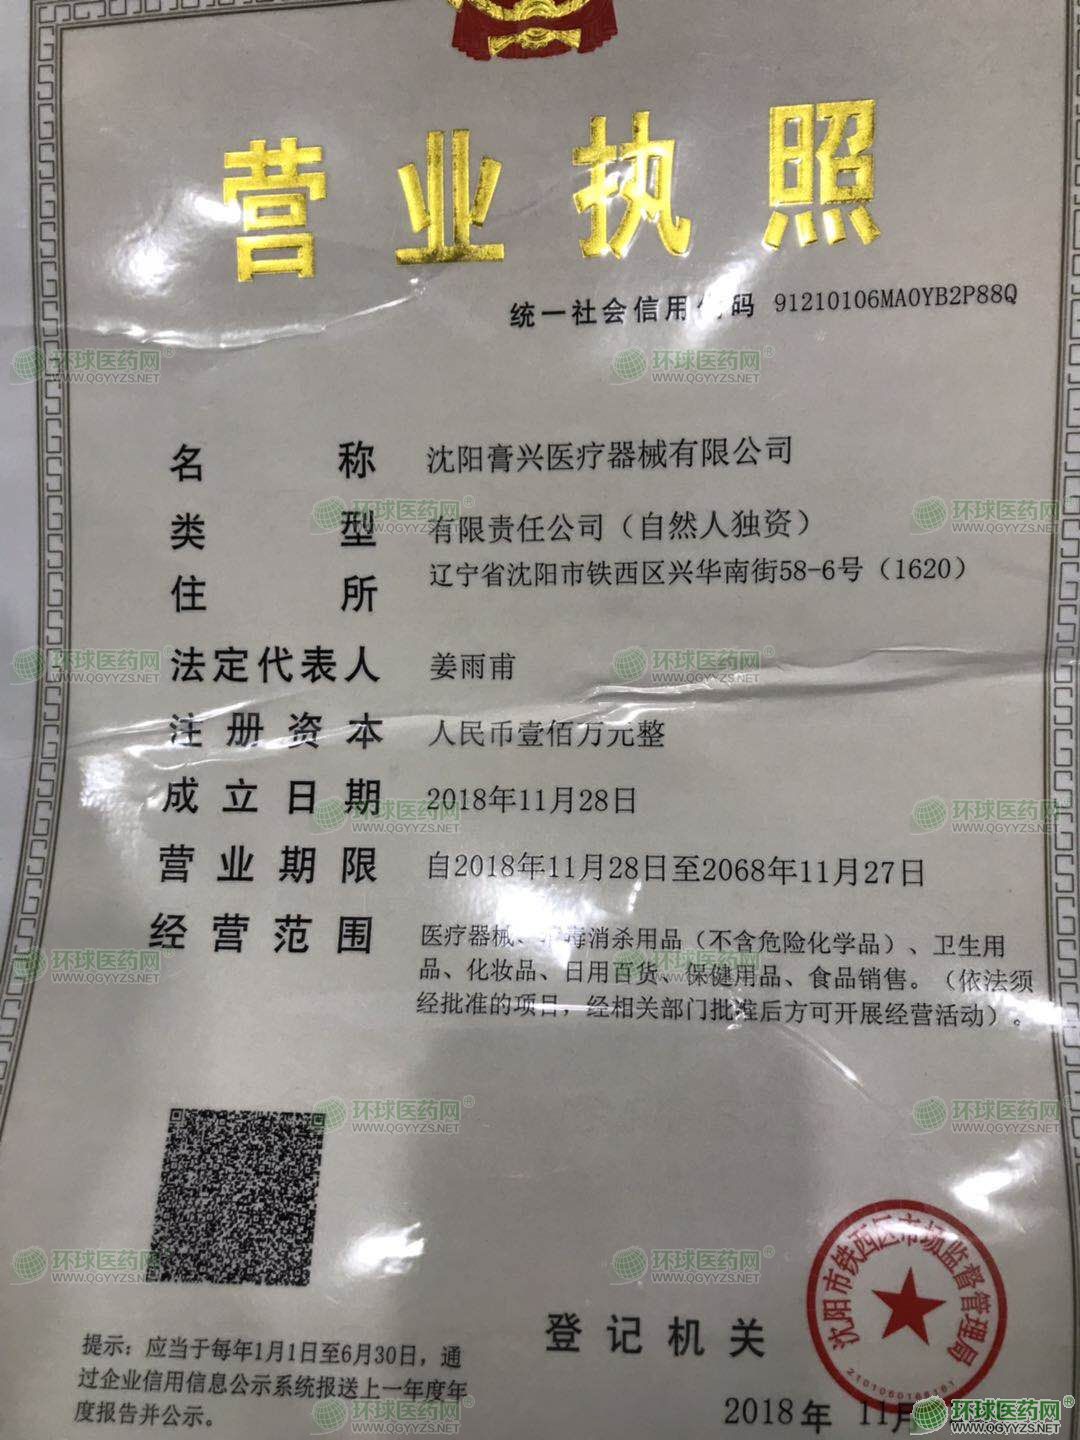 营业执照
统一社会信用代码 91210106MA0YB2P88Q
名称 沈阳膏兴医疗器械有限公司
类型 有限责任公司（自然人独资）
住所 辽宁省沈阳市铁西区兴华南街58-6号（1620）
法定代表人 姜雨甫
注册资本 人民币壹佰万元整
成立日期 2018年11月28日
营业期限 自2018年11月28日至2068年11月27日
经营范围 医疗器械、毒消杀用品（不含危险化学品）、卫生用
品、化妆品、日用百货、保健用品、食品销售。（依法须
经批准的项目，经相关部门批准后方可开展经营活动）。
沈阳市铁西区市场监督管理局
登记机关
提示：应当于每年1月1日至6月30日，通
过企业信用信息公示系统报送上一年度年
度报告并公示。
2018年 11月
环球医药网®
WWW.QGYYZS.NET